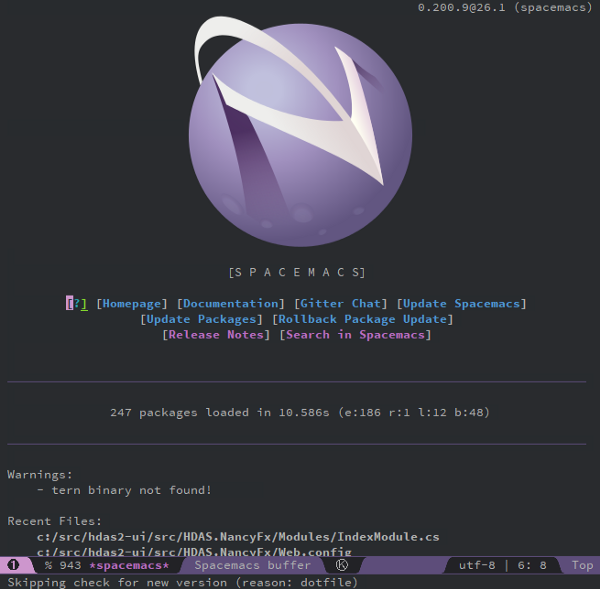 0.200.9@26.1 (spacemacs)
[S P A C E M A C S]
[?] [Homepage] [Documentation] [Gitter Chat] [Update Spacemacs]
[Update Packages] [Rollback Package Update]
[Release Notes] [Search in Spacemacs]
247 packages loaded in 10.586s (e:186 r:1 l:12 b:48)
Warnings:
- tern binary not found!
Recent Files:
c:/src/hdas2-ui/src/HDAS.NancyFx/Modules/IndexModule.cs
c:/src/hdas2-ui/src/HDAS.NancyFx/Web.config
❶ % 943 *spacemacs* Spacemacs buffer Ⓚ utf-8 | 6: 8 Top
Skipping check for new version (reason: dotfile)